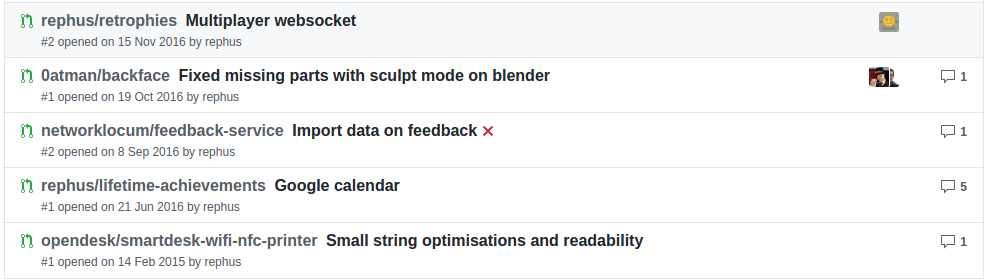 rephus/retrophies Multiplayer websocket
#2 opened on 15 Nov 2016 by rephus
0atman/backface Fixed missing parts with sculpt mode on blender 1
#1 opened on 19 Oct 2016 by rephus
networklocum/feedback-service Import data on feedback 1
#2 opened on 8 Sep 2016 by rephus
rephus/lifetime-achievements Google calendar 5
#1 opened on 21 Jun 2016 by rephus
opendesk/smartdesk-wifi-nfc-printer Small string optimisations and readability 1
#1 opened on 14 Feb 2015 by rephus